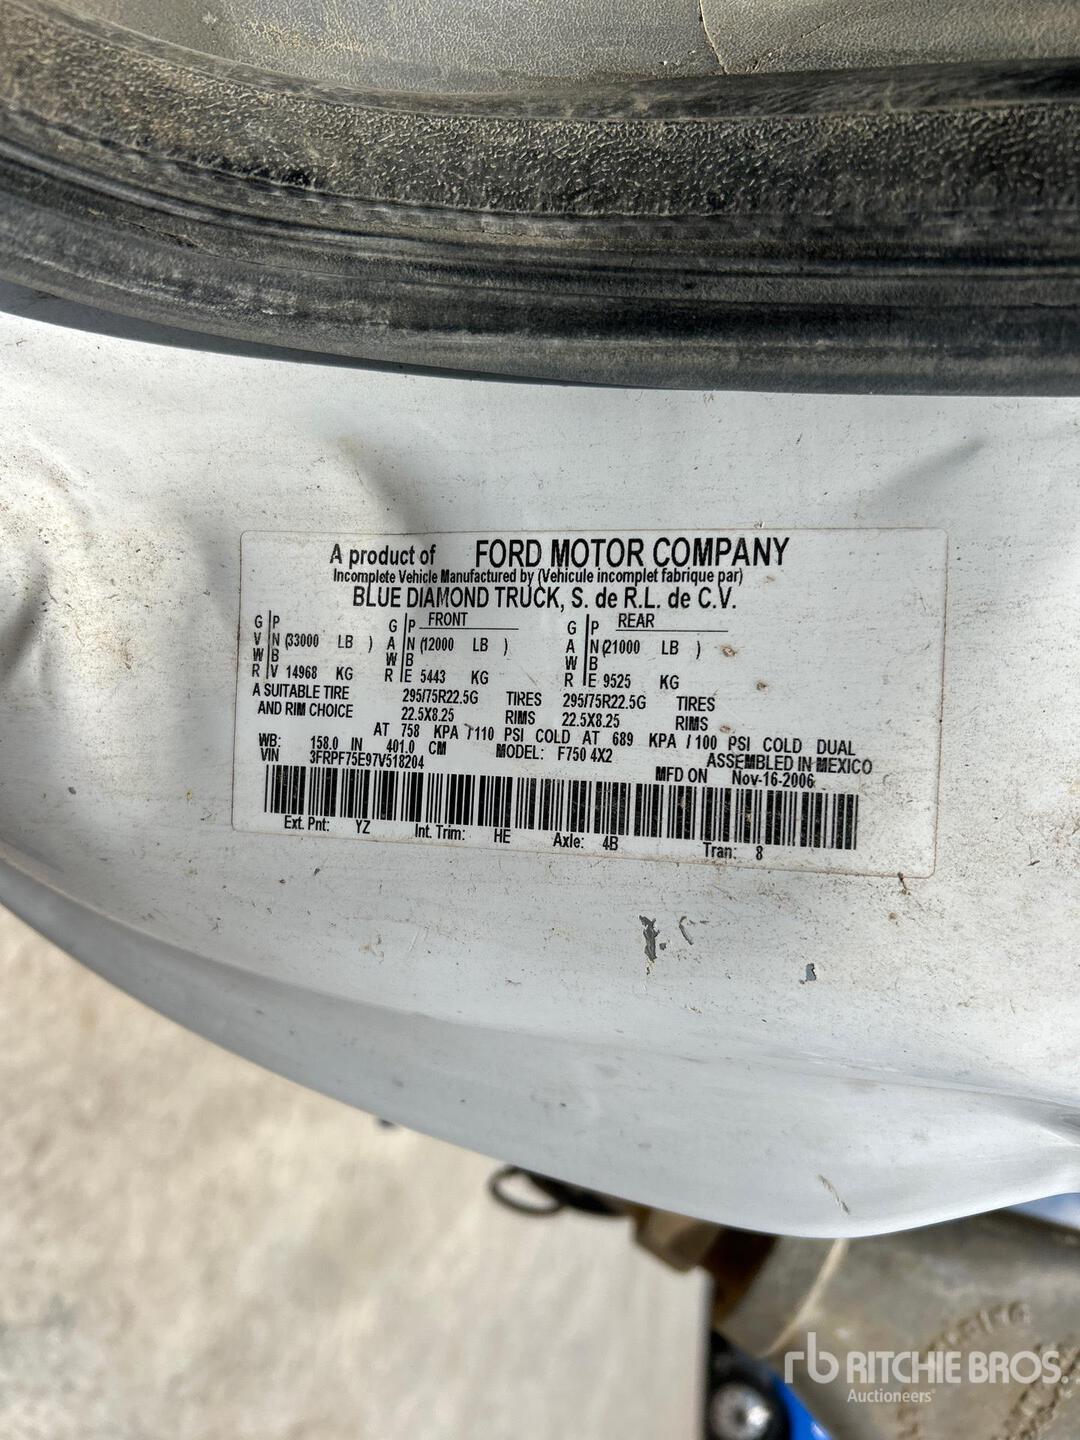 A product of FORD MOTOR COMPANY
Incomplete Vehicle Manufactured by (Vehicule incomplet fabrique par)
BLUE DIAMOND TRUCK, S. de R.L. de C.V.
G P G P FRONT G P REAR
V N (33000 LB ) A N (12000 LB ) A N (21000 LB )
W B W B W B
R V 14968 KG R E 5443 KG R E 9525 KG
A SUITABLE TIRE 295/75R22.5G TIRES 295/75R22.5G TIRES
AND RIM CHOICE 22.5X8.25 RIMS 22.5X8.25 RIMS
AT 758 KPA /110 PSI COLD AT 689 KPA /100 PSI COLD DUAL
WB: 158.0 IN 401.0 CM MODEL: F750 4X2 ASSEMBLED IN MEXICO
VIN 3FRPF75E97V518204 MFD ON Nov-16-2006
Ext. Pnt: YZ Int. Trim: HE Axle: 4B Tran: 8
rb RITCHIE BROS.
Auctioneers